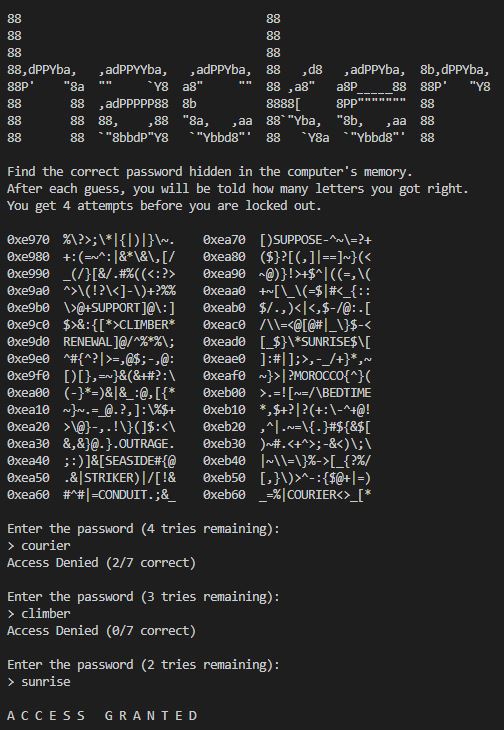 88                              88
88                              88
88                              88
88,dPPYba,  ,adPPYYba,  ,adPPYba, 88   ,d8  ,adPPYba, 8b,dPPYba,
88P'    "8a ""     `Y8 a8"     "" 88 ,a8"  a8P_____88 88P'   "Y8
88       88 ,adPPPPP88 8b         8888[    8PP""""""" 88
88       88 88,    ,88 "8a,   ,aa 88`"Yba, "8b,   ,aa 88
88       88 `"8bbdP"Y8  `"Ybbd8"' 88   `Y8a `"Ybbd8"' 88
Find the correct password hidden in the computer's memory.
After each guess, you will be told how many letters you got right.
You get 4 attempts before you are locked out.
0xe970  %\?>;\*|{|)|}\~.    0xea70  [)SUPPOSE-^~\=?+
0xe980  +:(=~^:|&*\&\,[/    0xea80  ($}?[(,]|==]~}(<
0xe990  _(/}[&/.#%((<:?>    0xea90  ~@)}!>+$^|((=,\(
0xe9a0  ^>\(!?\<]-\)+?%%    0xeaa0  +~[\_\(=$|#<_{::
0xe9b0  \>@+SUPPORT]@\:]    0xeab0  $/.,)<|<,$-/@:.[
0xe9c0  $>&:{[*>CLIMBER*    0xeac0  /\\=<@[@#|_\}$-<
0xe9d0  RENEWAL]@/^%*%\;    0xead0  [_$}\*SUNRISE$\[
0xe9e0  ^#{^?|>=,@$;-,@:    0xeae0  ]:#|];>,-_/+}*,~
0xe9f0  [)[},=~}&(&+#?:\    0xeaf0  ~}>|?MOROCCO{^}(
0xea00  (-}*=)&|&_:@,[{*    0xeb00  >.=![~=/\BEDTIME
0xea10  ~}~.=_@.?,]:\%$+    0xeb10  *,$+?|?(+:\-^+@!
0xea20  >\@}-,.!\}(]$:<\    0xeb20  ,^|.~=\{.}#${&$[
0xea30  &,&}@.}.OUTRAGE.    0xeb30  )~#.<+^>;-&<)\;\
0xea40  ;:)]&[SEASIDE#{@    0xeb40  |~\\=\}%->[_{?%/
0xea50  .&|STRIKER)|/[!&    0xeb50  [,}\)>^-:{$@+|=)
0xea60  #^#|=CONDUIT.;&_    0xeb60  _=%|COURIER<>_[*
Enter the password (4 tries remaining):
> courier
Access Denied (2/7 correct)
Enter the password (3 tries remaining):
> climber
Access Denied (0/7 correct)
Enter the password (2 tries remaining):
> sunrise
A C C E S S   G R A N T E D